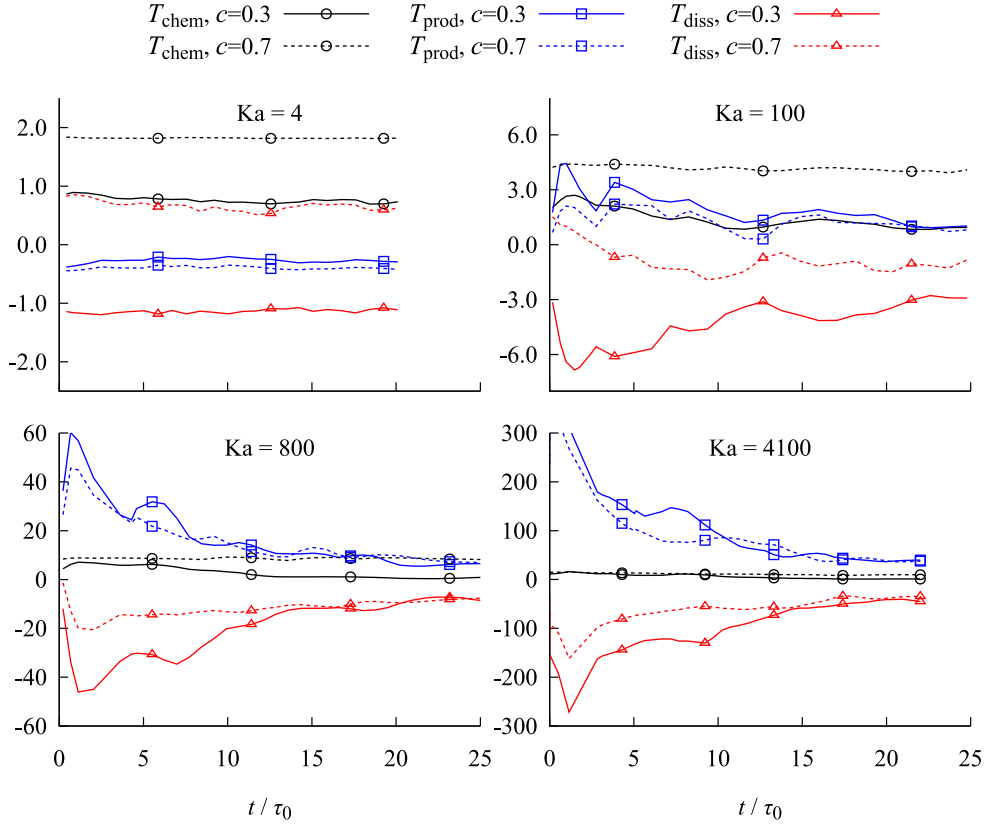 T_chem, c=0.3 T_prod, c=0.3 T_diss, c=0.3
T_chem, c=0.7 T_prod, c=0.7 T_diss, c=0.7
Ka = 4
2.0
1.0
0.0
-1.0
-2.0
Ka = 100
6.0
3.0
0.0
-3.0
-6.0
Ka = 800
60
40
20
0
-20
-40
-60
0 5 10 15 20 25
t / τ₀
Ka = 4100
300
200
100
0
-100
-200
-300
0 5 10 15 20 25
t / τ₀